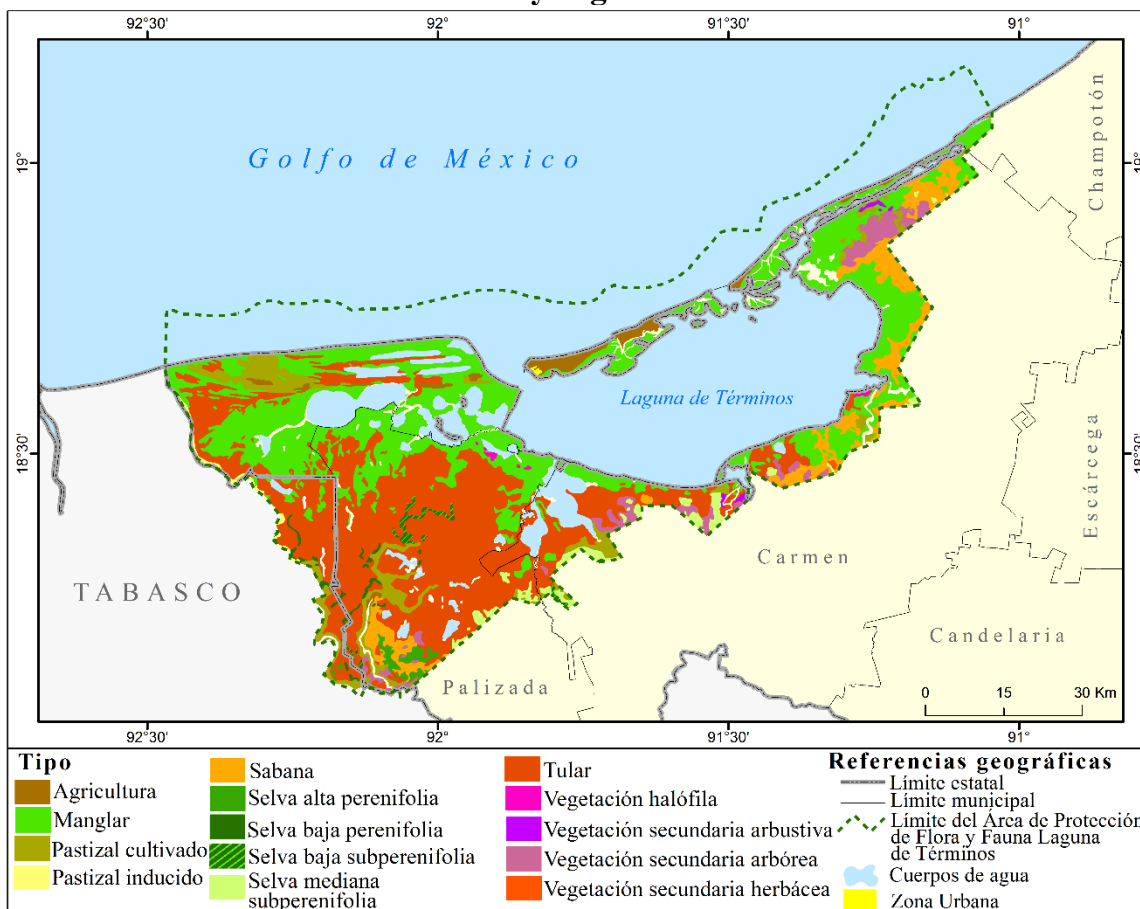 92°30'
92°
91°30'
91°
Golfo de México
Champotón
19°
19°
Laguna de Términos
18°30'
18°30'
Escárcega
Carmen
TABASCO
Candelaria
Palizada
0 15 30 Km
92°30'
92°
91°30'
91°
Tipo
Agricultura
Manglar
Pastizal cultivado
Pastizal inducido
Sabana
Selva alta perenifolia
Selva baja perenifolia
Selva baja subperenifolia
Selva mediana
subperenifolia
Tular
Vegetación halófila
Vegetación secundaria arbustiva
Vegetación secundaria arbórea
Vegetación secundaria herbácea
Referencias geográficas
Límite estatal
Límite municipal
Límite del Área de Protección
de Flora y Fauna Laguna
de Términos
Cuerpos de agua
Zona Urbana